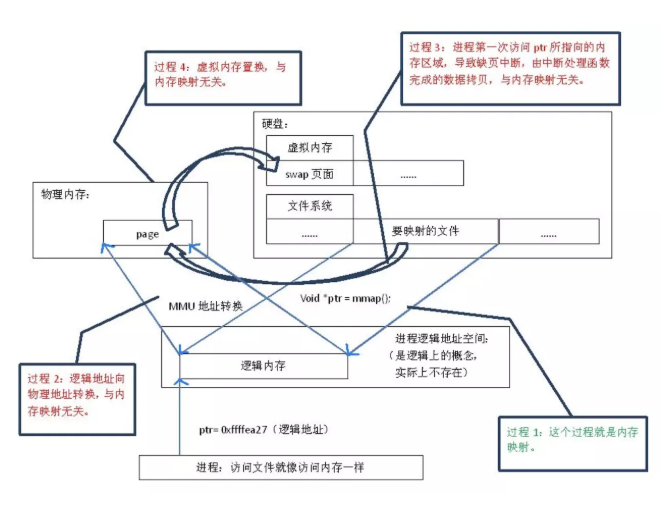 过程 4：虚拟内存置换，与
内存映射无关。
过程 3：进程第一次访问 ptr 所指向的内
存区域，导致缺页中断，由中断处理函数
完成的数据拷贝，与内存映射无关。
硬盘：
虚拟内存
swap 页面
......
物理内存：
文件系统
page
......
要映射的文件
......
MMU 地址转换
Void *ptr = mmap();
进程逻辑地址空间：
（是逻辑上的概念，
实际上不存在）
逻辑内存
过程 2：逻辑地址向
物理地址转换，与内
存映射无关。
ptr= 0xffffea27（逻辑地址）
过程 1：这个过程就是内存
映射。
进程：访问文件就像访问内存一样